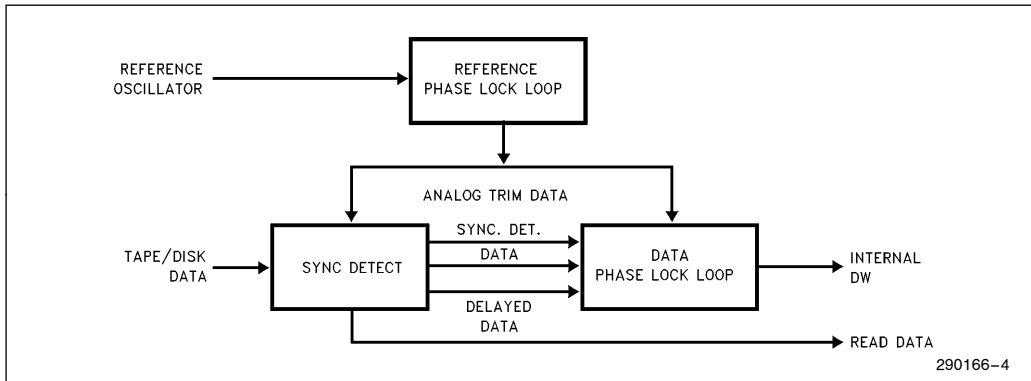 REFERENCE
OSCILLATOR
REFERENCE
PHASE LOCK LOOP
ANALOG TRIM DATA
TAPE/DISK
DATA
SYNC DETECT
SYNC. DET.
DATA
DELAYED
DATA
DATA
PHASE LOCK LOOP
INTERNAL
DW
READ DATA
290166–4